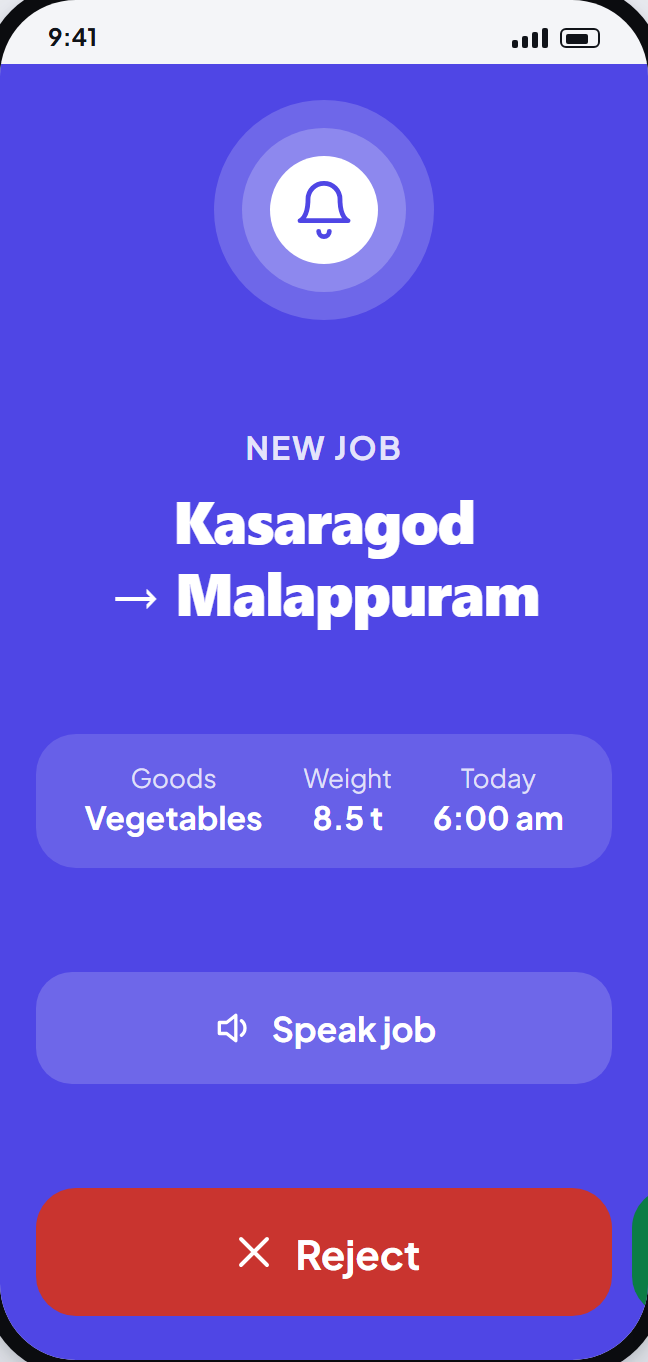 9:41
NEW JOB
Kasaragod
→ Malappuram
Goods Weight Today
Vegetables 8.5 t 6:00 am
Speak job
Reject